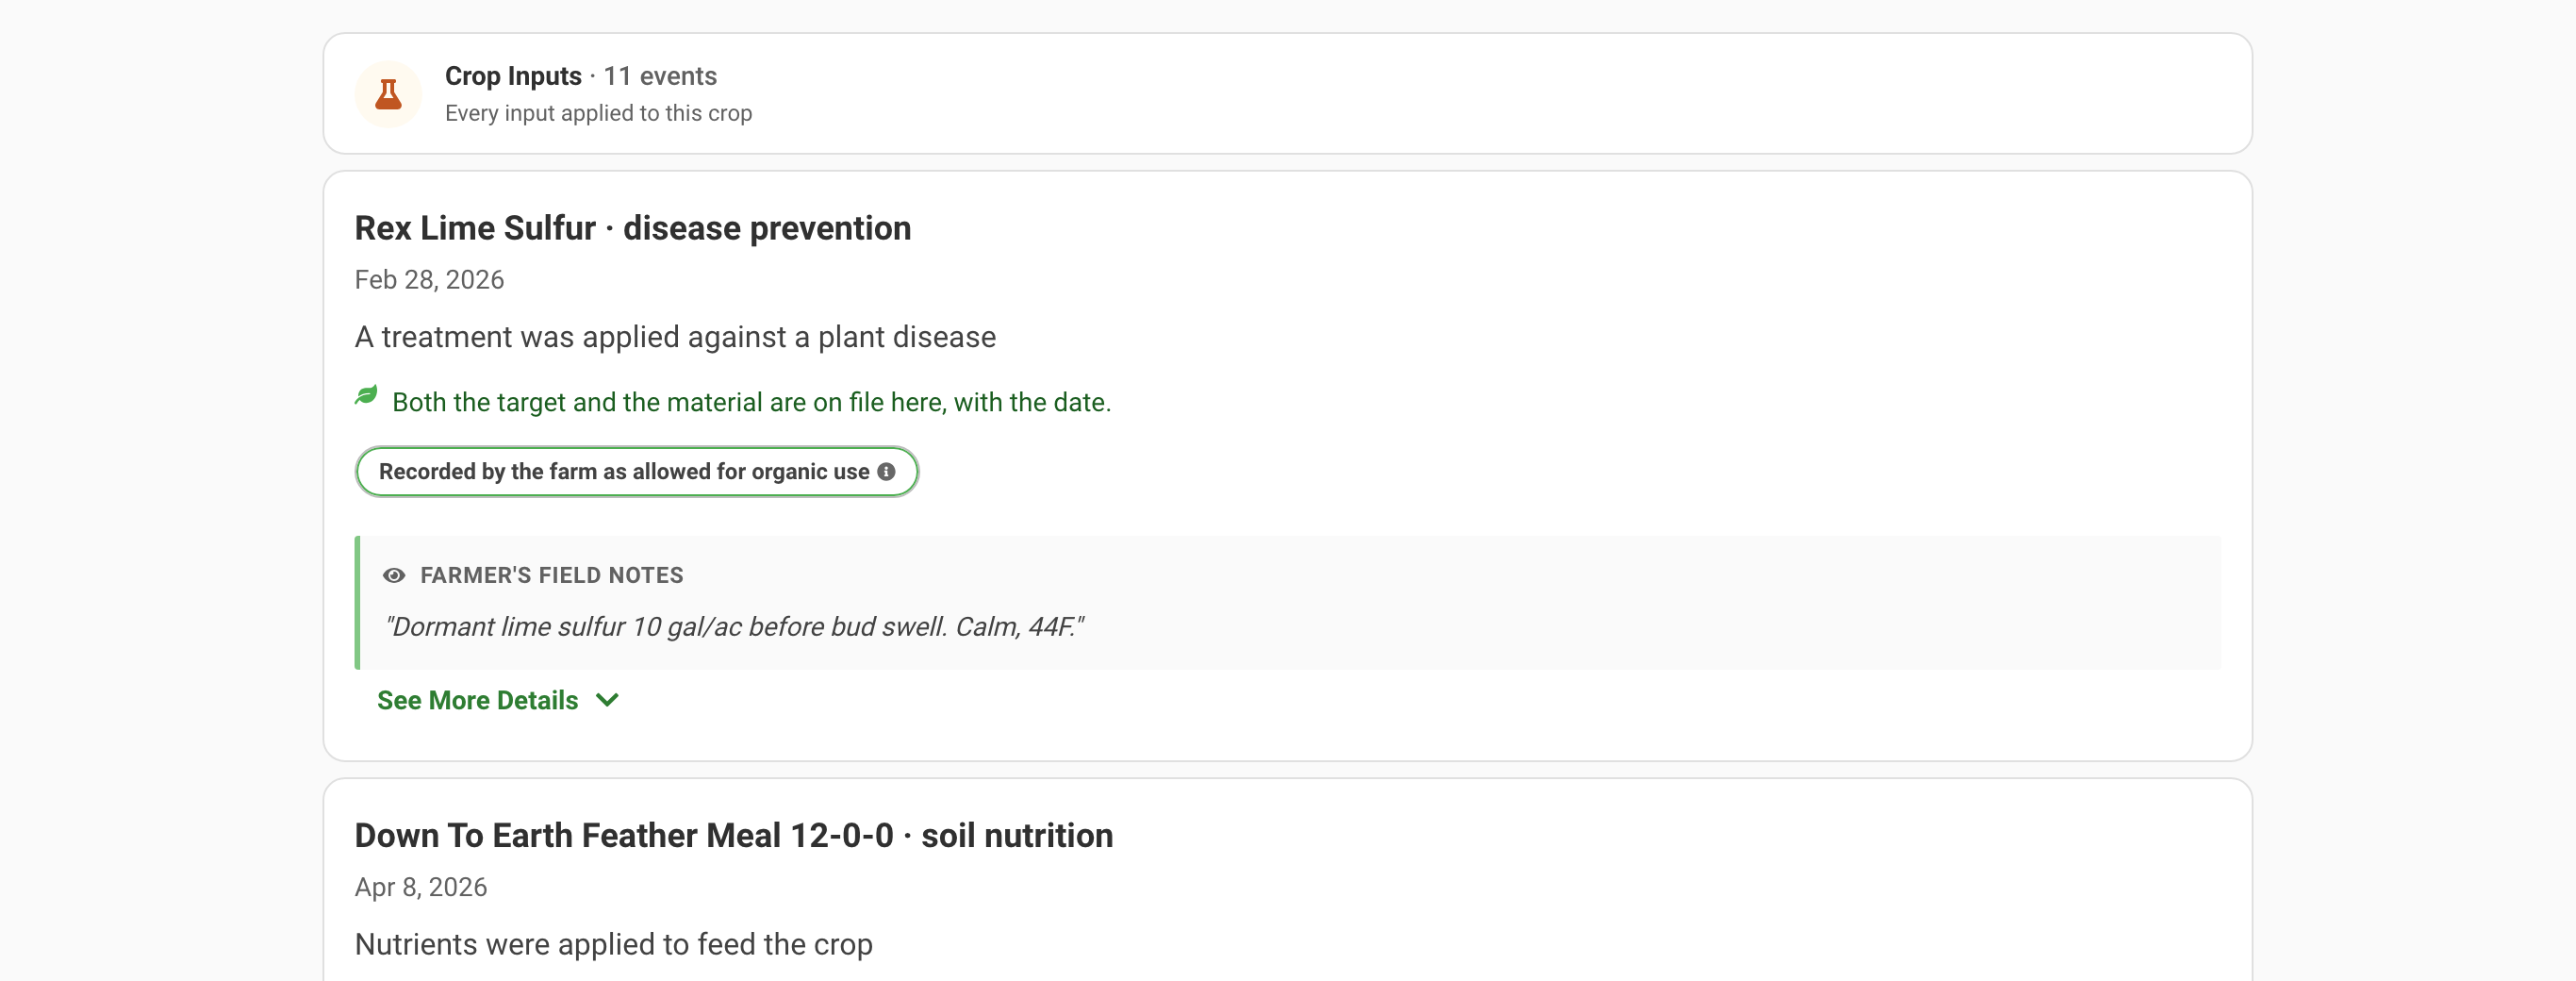 Crop Inputs · 11 events
Every input applied to this crop
Rex Lime Sulfur · disease prevention
Feb 28, 2026
A treatment was applied against a plant disease
Both the target and the material are on file here, with the date.
Recorded by the farm as allowed for organic use
FARMER'S FIELD NOTES
"Dormant lime sulfur 10 gal/ac before bud swell. Calm, 44F."
See More Details
Down To Earth Feather Meal 12-0-0 · soil nutrition
Apr 8, 2026
Nutrients were applied to feed the crop